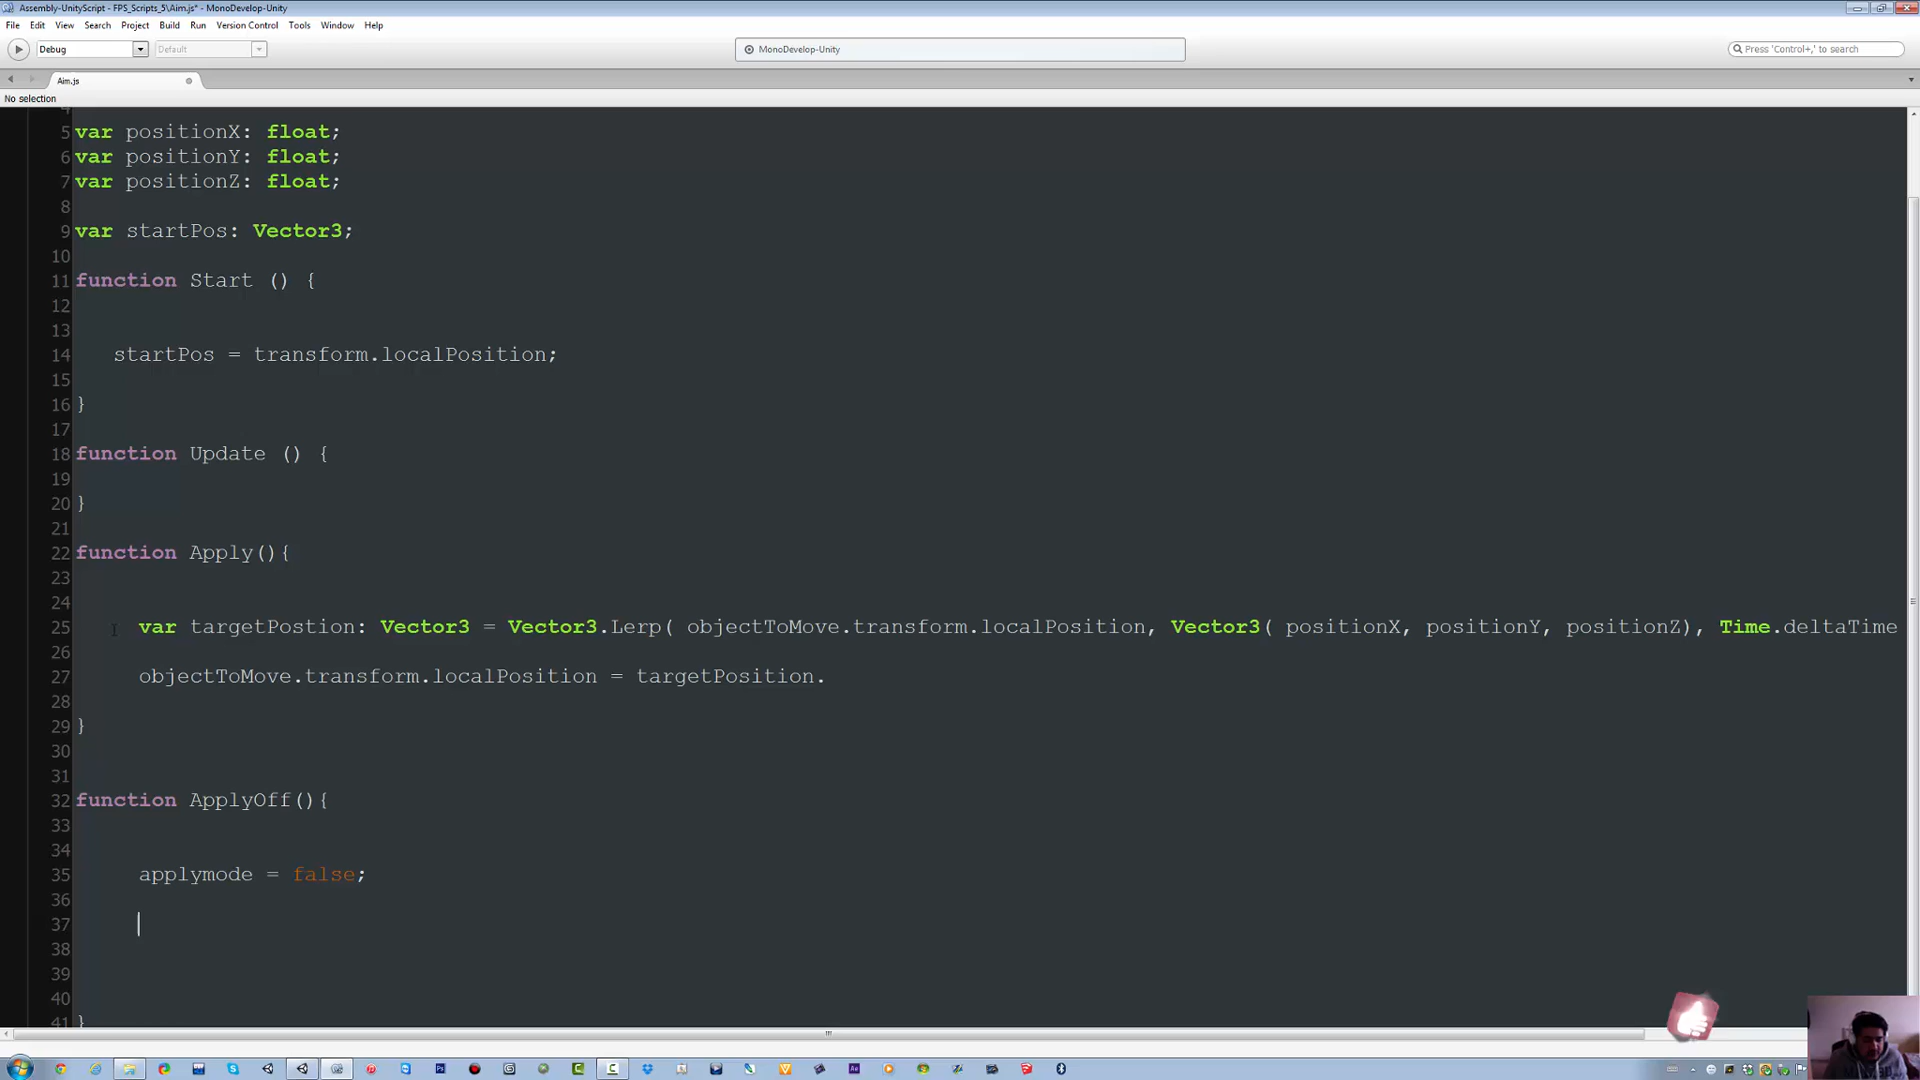 Assembly-UnityScript - FPS_Scripts_5\Aim.js* - MonoDevelop-Unity
File Edit View Search Project Build Run Version Control Tools Window Help
Debug Default MonoDevelop-Unity Press 'Control+,' to search
Aim.js
No selection
5 var positionX: float;
6 var positionY: float;
7 var positionZ: float;
8
9 var startPos: Vector3;
10
11 function Start () {
12
13
14 startPos = transform.localPosition;
15
16 }
17
18 function Update () {
19
20 }
21
22 function Apply(){
23
24
25 var targetPostion: Vector3 = Vector3.Lerp( objectToMove.transform.localPosition, Vector3( positionX, positionY, positionZ), Time.deltaTime
26
27 objectToMove.transform.localPosition = targetPosition.
28
29 }
30
31
32 function ApplyOff(){
33
34
35 applymode = false;
36
37
38
39
40
41 }